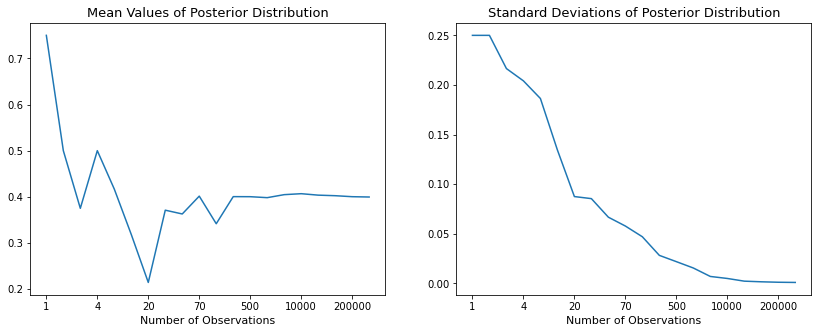 Mean Values of Posterior Distribution
0.7
0.6
0.5
0.4
0.3
0.2
1 4 20 70 500 10000 200000
Number of Observations
Standard Deviations of Posterior Distribution
0.25
0.20
0.15
0.10
0.05
0.00
1 4 20 70 500 10000 200000
Number of Observations